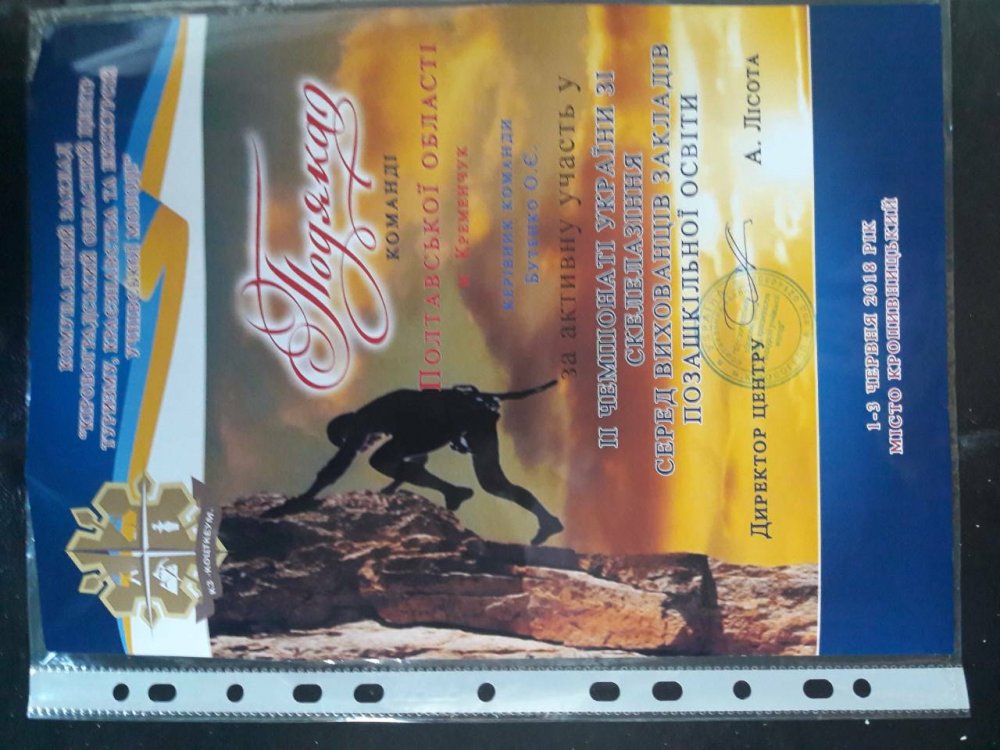 КОМУНАЛЬНИЙ ЗАКЛАД
"КІРОВОГРАДСЬКИЙ ОБЛАСНИЙ ЦЕНТР
ТУРИЗМУ, КРАЄЗНАВСТВА ТА ЕКСКУРСІЙ
УЧНІВСЬКОЇ МОЛОДІ"
КЗ "КОЦТКЕУМ"
Подяка
КОМАНДІ
ПОЛТАВСЬКОЇ ОБЛАСТІ
М КРЕМЕНЧУК
КЕРІВНИК КОМАНДИ
БУТЕНКО О.Є.
за активну участь у
ІІ ЧЕМПІОНАТІ УКРАЇНИ ЗІ
СКЕЛЕЛАЗІННЯ
СЕРЕД ВИХОВАНЦІВ ЗАКЛАДІВ
ПОЗАШКІЛЬНОЇ ОСВІТИ
ДИРЕКТОР ЦЕНТРУ А. ЛІСОТА
1-3 ЧЕРВНЯ 2018 РІК
МІСТО КРОПИВНИЦЬКИЙ